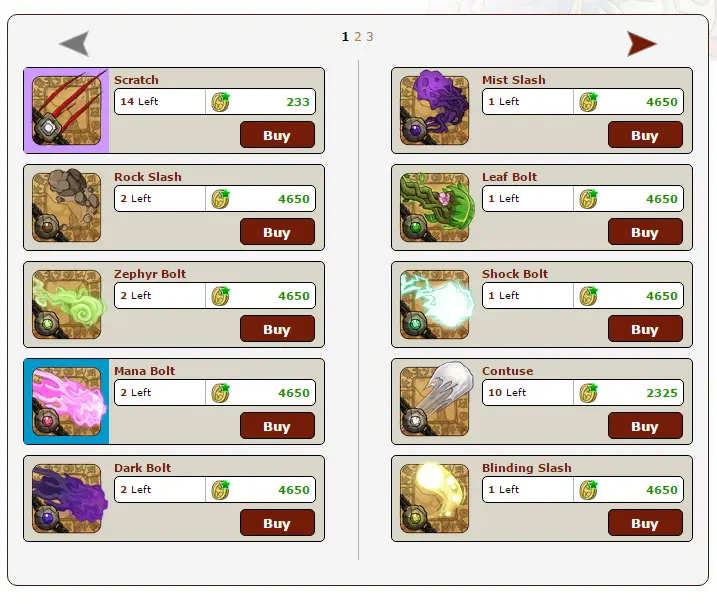 1 2 3
Scratch
14 Left 233
Buy
Rock Slash
2 Left 4650
Buy
Zephyr Bolt
2 Left 4650
Buy
Mana Bolt
2 Left 4650
Buy
Dark Bolt
2 Left 4650
Buy
Mist Slash
1 Left 4650
Buy
Leaf Bolt
1 Left 4650
Buy
Shock Bolt
1 Left 4650
Buy
Contuse
10 Left 2325
Buy
Blinding Slash
1 Left 4650
Buy